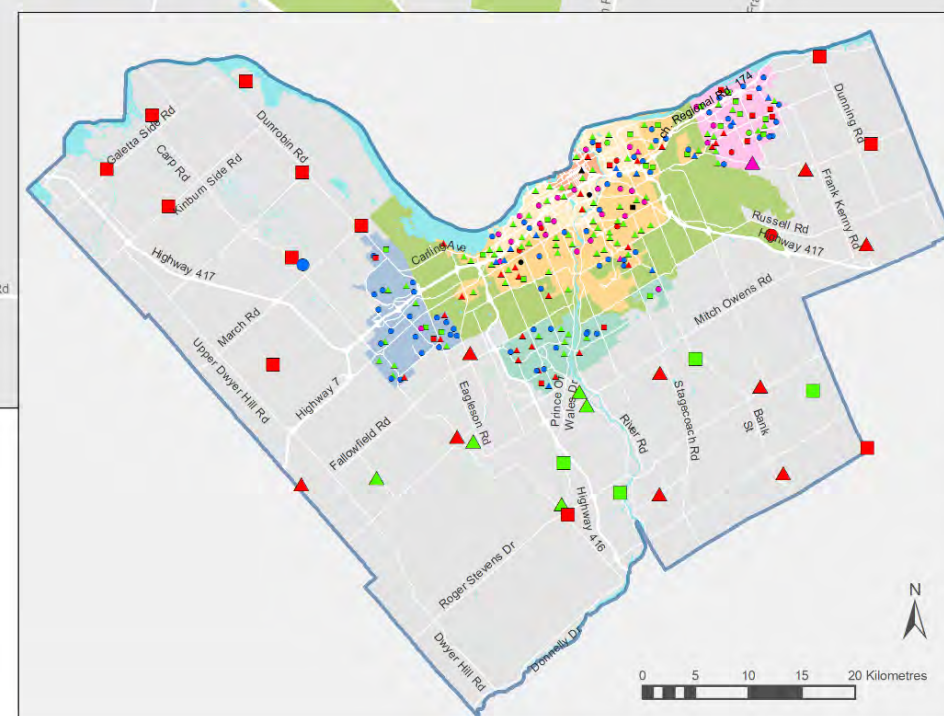 174
ch. Regional Rd.
Dunning Rd
Galetta Side Rd
Carp Rd
Dunrobin Rd
Kinburn Side Rd
Frank Kenny Rd
Russell Rd
Highway 417
Carling Ave
Highway 417
Mitch Owens Rd
March Rd
Upper Dwyer Hill Rd
Highway 7
Eagleson Rd
Prince Of
Wales Dr
River Rd
Stagecoach Rd
Bank
St
Fallowfield Rd
Highway 416
Roger Stevens Dr
Donnelly Dr
Dwyer Hill Rd
N
0 5 10 15 20 Kilometres